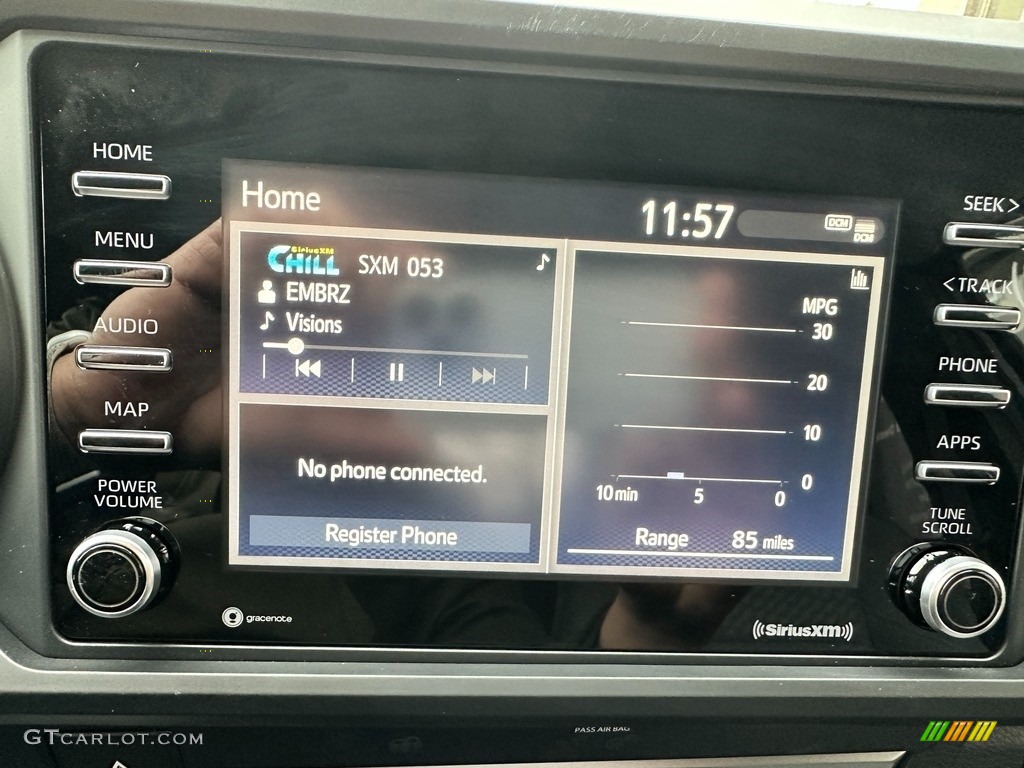 HOME
MENU
AUDIO
MAP
POWER
VOLUME
Home
11:57
DCM
DCM
SiriusXM
CHILL
SXM 053
EMBRZ
Visions
No phone connected.
Register Phone
MPG
30
20
10
0
10 min 5 0
Range 85 miles
SEEK >
< TRACK
PHONE
APPS
TUNE
SCROLL
gracenote
SiriusXM
PASS AIR BAG
GTcarlot.com